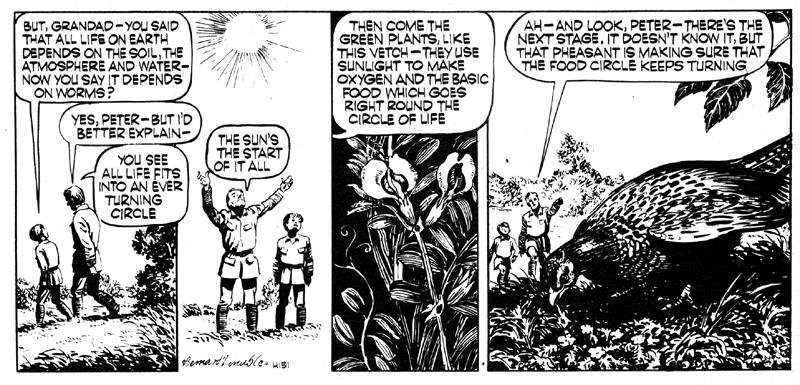 BUT, GRANDAD–YOU SAID
THAT ALL LIFE ON EARTH
DEPENDS ON THE SOIL, THE
ATMOSPHERE AND WATER–
NOW YOU SAY IT DEPENDS
ON WORMS?
YES, PETER–BUT I'D
BETTER EXPLAIN–
YOU SEE
ALL LIFE FITS
INTO AN EVER
TURNING
CIRCLE
THE SUN'S
THE START
OF IT ALL
H151
THEN COME THE
GREEN PLANTS, LIKE
THIS VETCH–THEY USE
SUNLIGHT TO MAKE
OXYGEN AND THE BASIC
FOOD WHICH GOES
RIGHT ROUND THE
CIRCLE OF LIFE
AH–AND LOOK, PETER–THERE'S THE
NEXT STAGE, IT DOESN'T KNOW IT, BUT
THAT PHEASANT IS MAKING SURE THAT
THE FOOD CIRCLE KEEPS TURNING